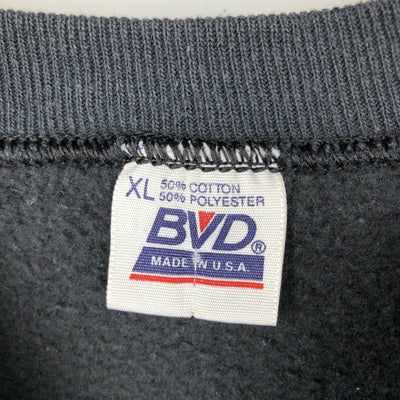 XL 50% COTTON
50% POLYESTER
BVD®
MADE IN U.S.A.